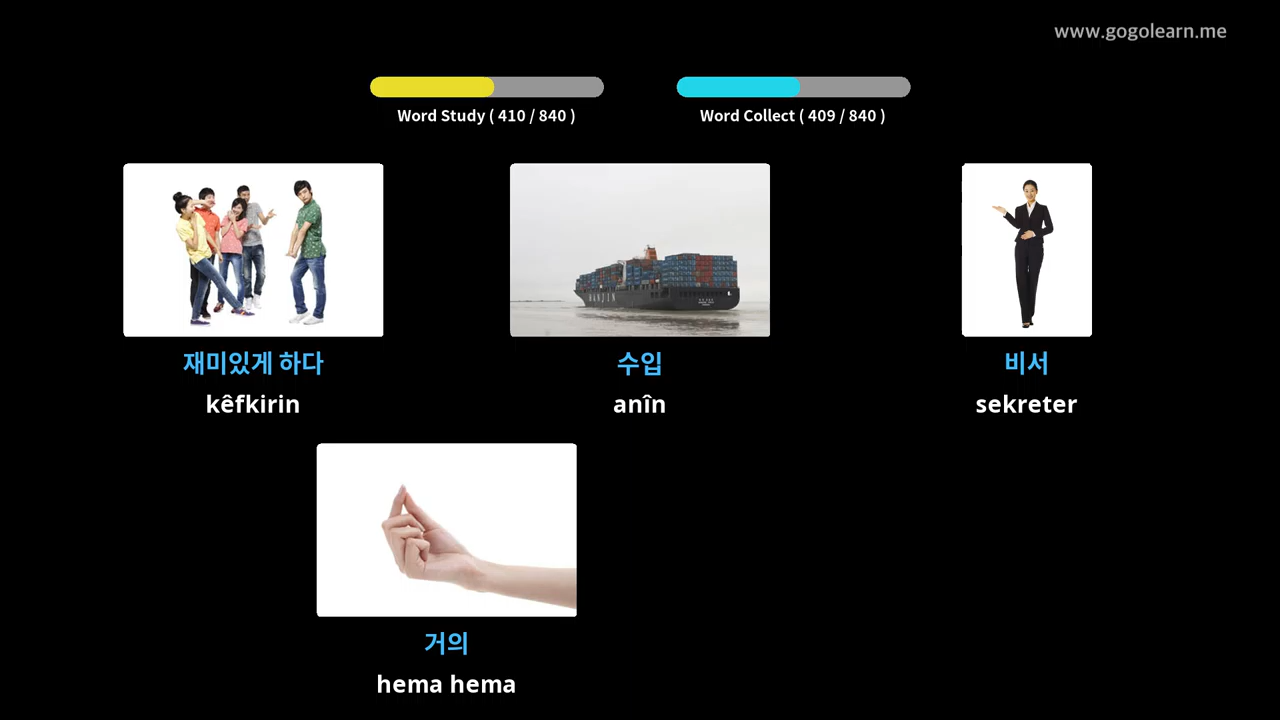 www.gogolearn.me
Word Study ( 410 / 840 )
Word Collect ( 409 / 840 )
재미있게 하다
kêfkirin
수입
anîn
비서
sekreter
거의
hema hema